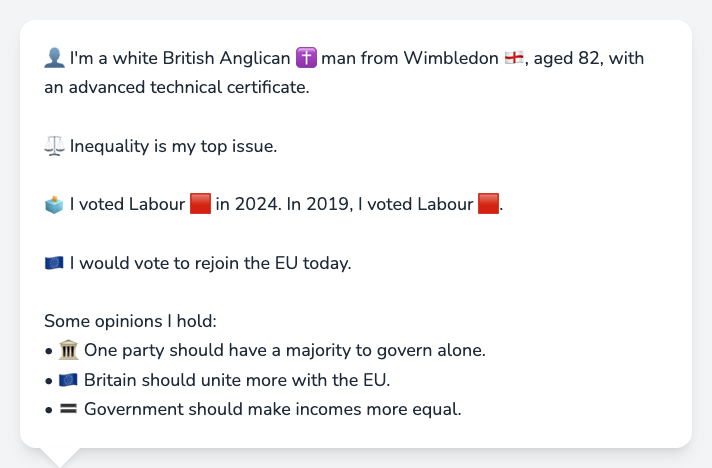 👤 I'm a white British Anglican ✝️ man from Wimbledon 🏴󠁧󠁢󠁥󠁮󠁧󠁿, aged 82, with
an advanced technical certificate.
⚖️ Inequality is my top issue.
🗳️ I voted Labour 🟥 in 2024. In 2019, I voted Labour 🟥.
🇪🇺 I would vote to rejoin the EU today.
Some opinions I hold:
• 🏛️ One party should have a majority to govern alone.
• 🇪🇺 Britain should unite more with the EU.
• 🟰 Government should make incomes more equal.